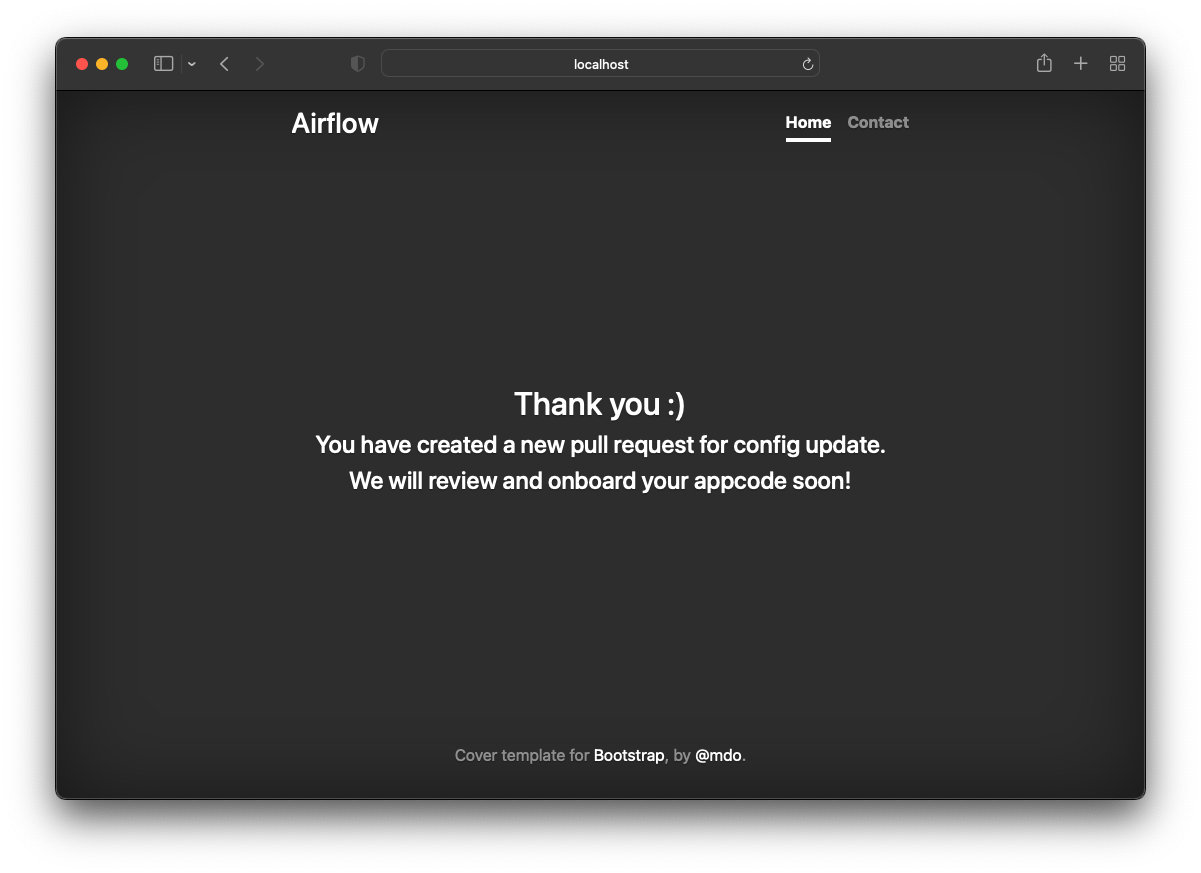 localhost
Airflow
Home Contact
Thank you :)
You have created a new pull request for config update.
We will review and onboard your appcode soon!
Cover template for Bootstrap, by @mdo.